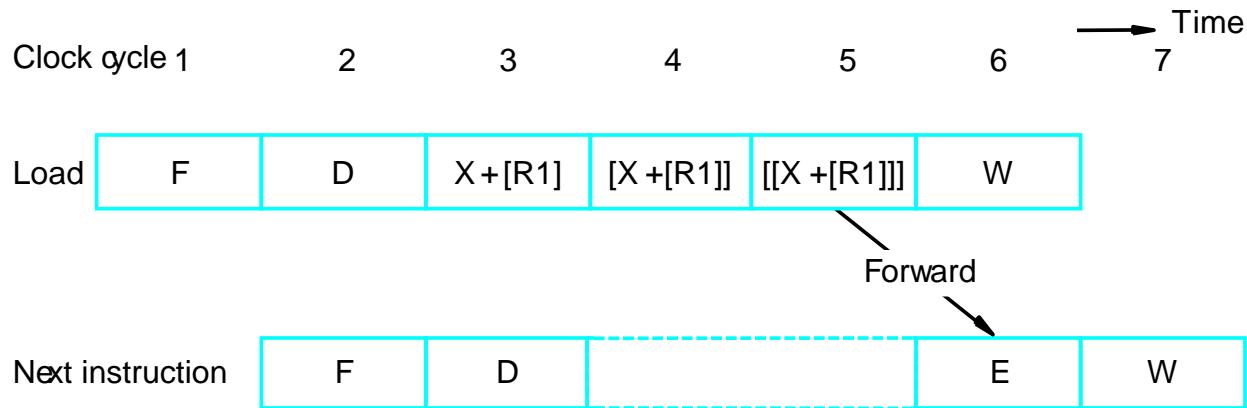 Time
Clock cycle 1 2 3 4 5 6 7
Load F D X + [R1] [X + [R1]] [[X + [R1]]] W
Forward
Next instruction F D E W